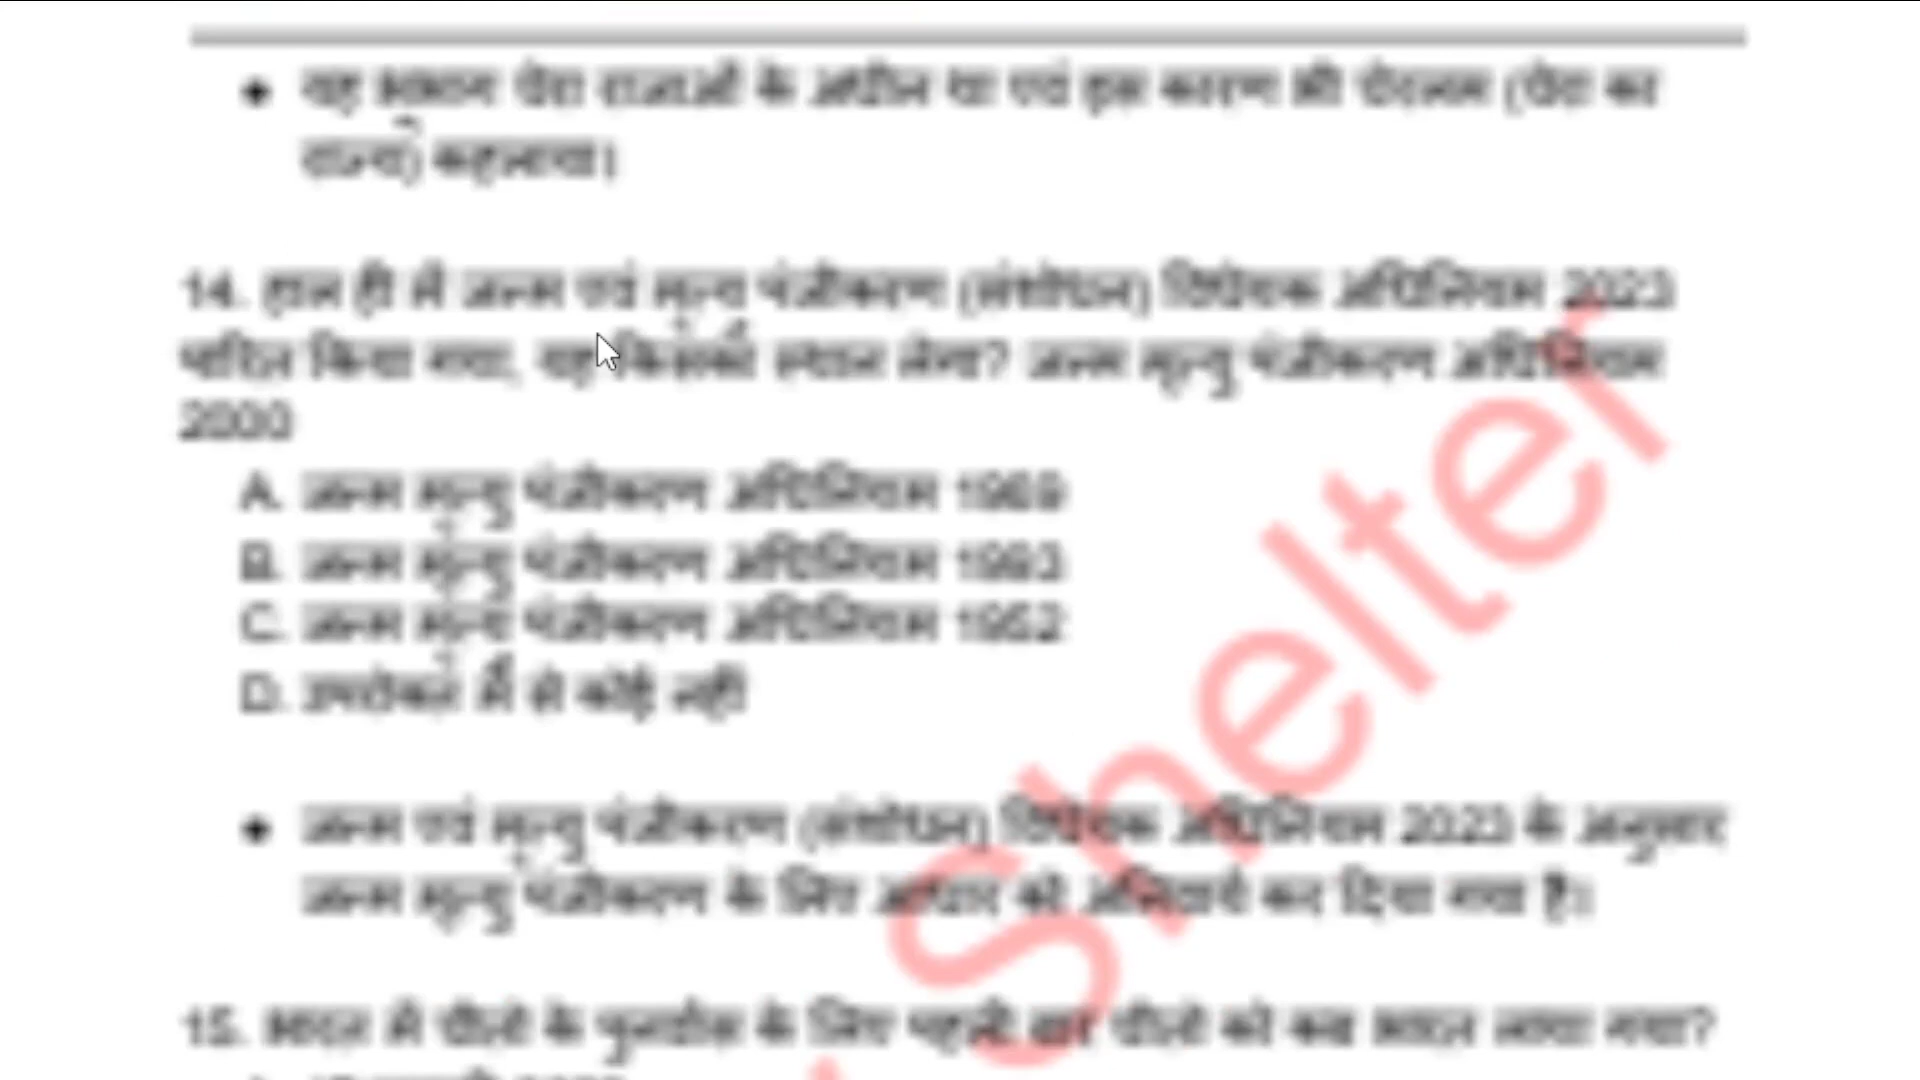 यह भूभाग चेरा राजाओं के अधीन था एवं इस कारण भी चेरलम (चेरा का
राज्य) कहलाया।
14. हाल ही में जन्म एवं मृत्यु पंजीकरण (संशोधन) विधेयक अधिनियम 2023
पारित किया गया, यह किसका स्थान लेगा? जन्म मृत्यु पंजीकरण अधिनियम
2000
A. जन्म मृत्यु पंजीकरण अधिनियम 1969
B. जन्म मृत्यु पंजीकरण अधिनियम
C. जन्म मृत्यु पंजीकरण अधिनियम 1952
D. उपरोक्त में से कोई नहीं
जन्म एवं मृत्यु पंजीकरण (संशोधन) विधेयक अधिनियम 2023 के अनुसार
जन्म मृत्यु पंजीकरण के लिए आधार को अनिवार्य कर दिया गया है।
15. भारत में चीतों के पुनर्वास के लिए पहली बार चीतों को कब भारत लाया गया?
Shelter